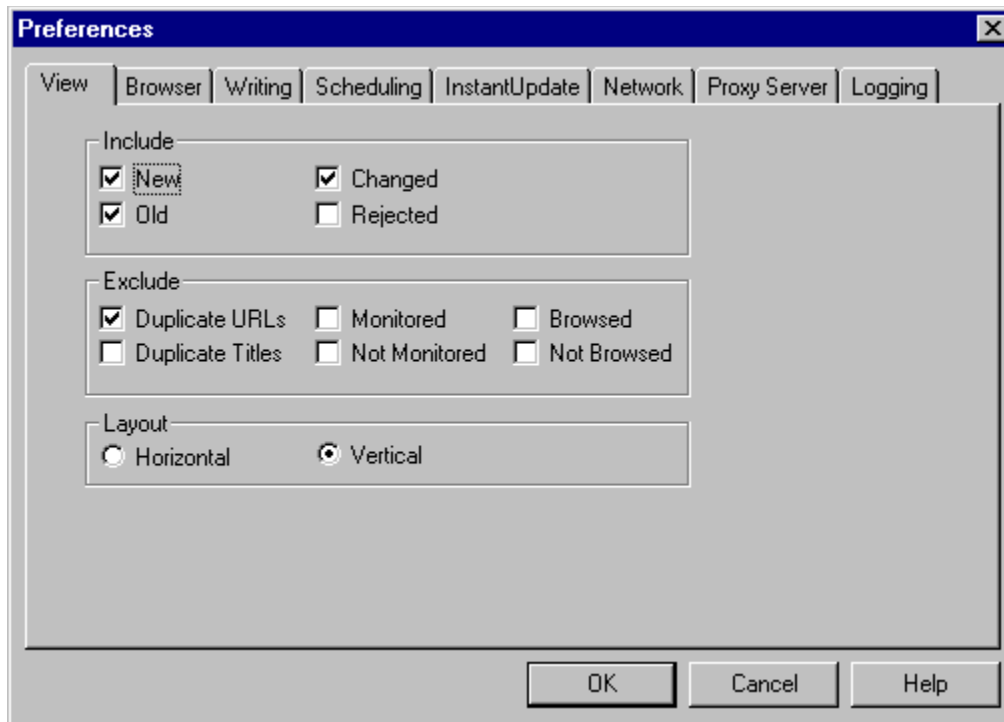 Preferences
View Browser Writing Scheduling InstantUpdate Network Proxy Server Logging
Include
New Changed
Old Rejected
Exclude
Duplicate URLs Monitored Browsed
Duplicate Titles Not Monitored Not Browsed
Layout
Horizontal Vertical
OK Cancel Help